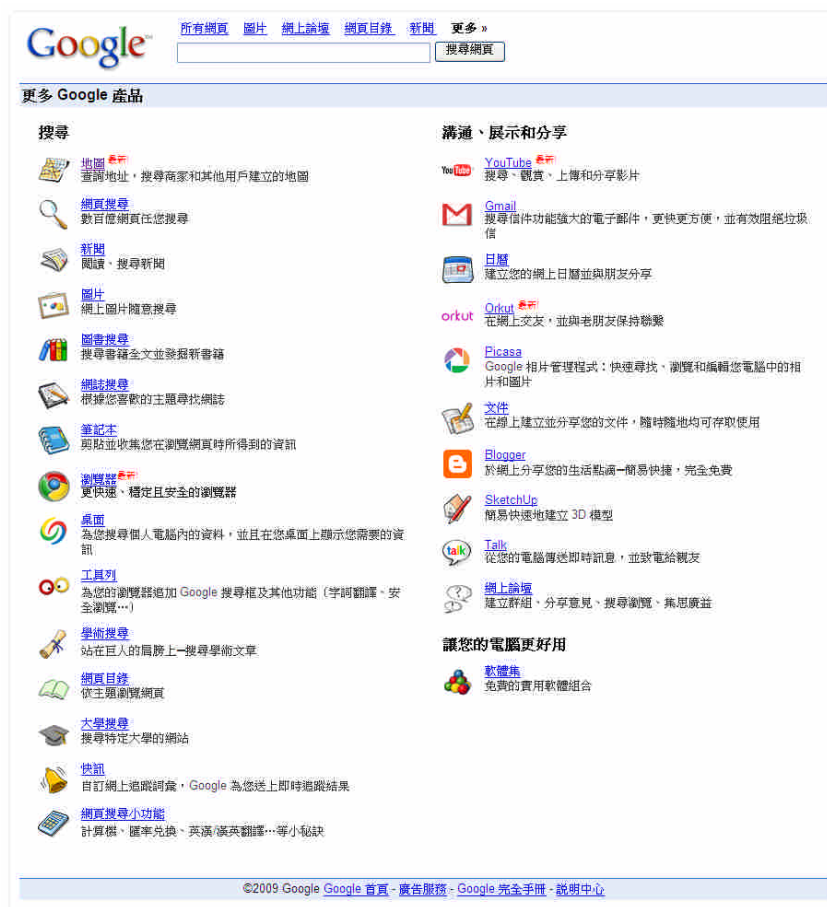 Google
所有網頁 圖片 網上論壇 網頁目錄 新聞 更多 »
搜尋網頁
更多 Google 產品
搜尋
地圖 最新!
查詢地址，搜尋商家和其他用戶建立的地圖
網頁搜尋
數百億網頁任您搜尋
新聞
閱讀、搜尋新聞
圖片
網上圖片隨意搜尋
圖書搜尋
搜尋書籍全文並發掘新書籍
網誌搜尋
根據您喜歡的主題尋找網誌
筆記本
剪貼並收集您在瀏覽網頁時所得到的資訊
瀏覽器 最新!
更快速、穩定且安全的瀏覽器
桌面
為您搜尋個人電腦內的資料，並且在您桌面上顯示您需要的資
訊
工具列
為您的瀏覽器追加 Google 搜尋框及其他功能（字詞翻譯、安
全瀏覽…）
學術搜尋
站在巨人的肩膀上—搜尋學術文章
網頁目錄
依主題瀏覽網頁
大學搜尋
搜尋特定大學的網站
快訊
自訂網上追蹤詞彙，Google 為您送上即時追蹤結果
網頁搜尋小功能
計算機、匯率兌換、英漢/漢英翻譯…等小秘訣
溝通、展示和分享
You Tube
YouTube 最新!
搜尋、觀賞、上傳和分享影片
Gmail
搜尋信件功能強大的電子郵件，更快更方便，並有效阻絕垃圾
信
日曆
建立您的網上日曆並與朋友分享
orkut
Orkut 最新!
在網上交友，並與老朋友保持聯繫
Picasa
Google 相片管理程式：快速尋找、瀏覽和編輯您電腦中的相
片和圖片
文件
在線上建立並分享您的文件，隨時隨地均可存取使用
Blogger
於網上分享您的生活點滴—簡易快捷，完全免費
SketchUp
簡易快速地建立 3D 模型
talk
Talk
從您的電腦傳送即時訊息，並致電給親友
網上論壇
建立群組、分享意見、搜尋瀏覽、集思廣益
讓您的電腦更好用
軟體集
免費的實用軟體組合
©2009 Google Google 首頁 - 廣告服務 - Google 完全手冊 - 說明中心